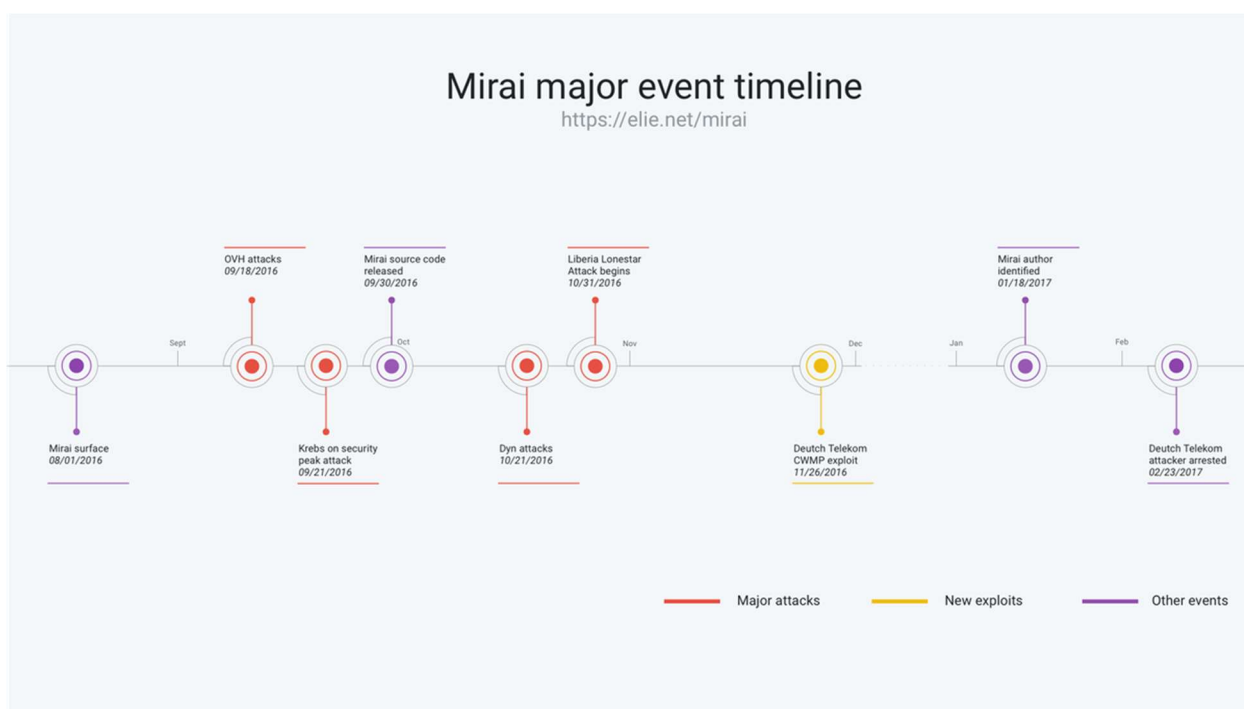 Mirai major event timeline
https://elie.net/mirai
OVH attacks
09/18/2016
Mirai source code
released
09/30/2016
Liberia Lonestar
Attack begins
10/31/2016
Mirai author
identified
01/18/2017
Sept
Oct
Nov
Dec
Jan
Feb
Mirai surface
08/01/2016
Krebs on security
peak attack
09/21/2016
Dyn attacks
10/21/2016
Deutch Telekom
CWMP exploit
11/26/2016
Deutch Telekom
attacker arrested
02/23/2017
Major attacks
New exploits
Other events